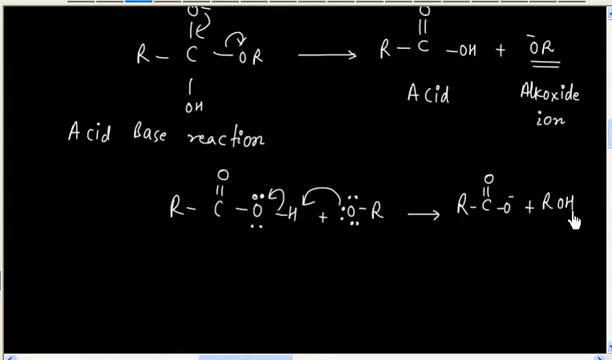 O⁻
R – C – OR ⟶ R – C – OH + ⁻OR
OH
O
Acid Alkoxide ion
Acid Base reaction
O O
R – C – O – H + :O – R ⟶ R – C – O⁻ + ROH